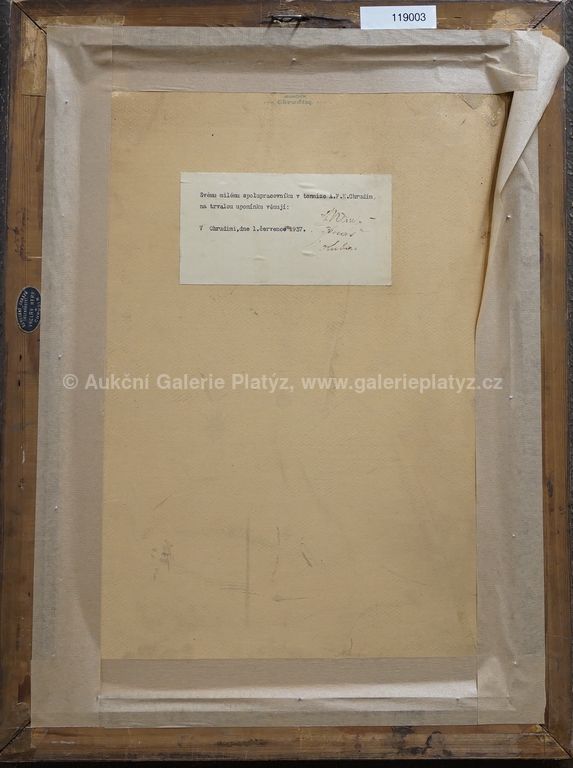 119003
Chrudim
Svému milému spolupracovníku v tennise A.F.K.Chrudim,
na trvalou upomínku věnují:
V Chrudimi,dne 1.července 1937.
© Aukční Galerie Platýz, www.galerieplatyz.cz